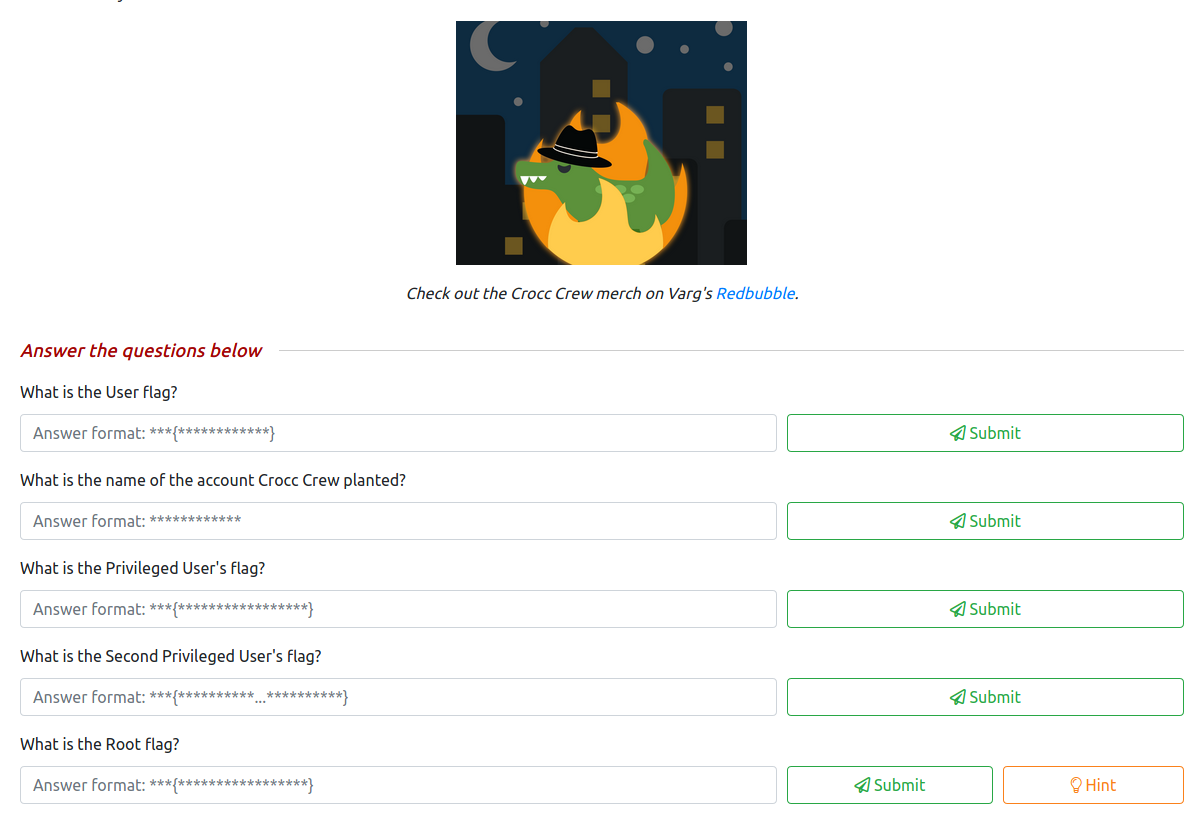 Check out the Crocc Crew merch on Varg's Redbubble.
Answer the questions below
What is the User flag?
Answer format: ***{************}
Submit
What is the name of the account Crocc Crew planted?
Answer format: ************
Submit
What is the Privileged User's flag?
Answer format: ***{*****************}
Submit
What is the Second Privileged User's flag?
Answer format: ***{**********...**********}
Submit
What is the Root flag?
Answer format: ***{*****************}
Submit
Hint